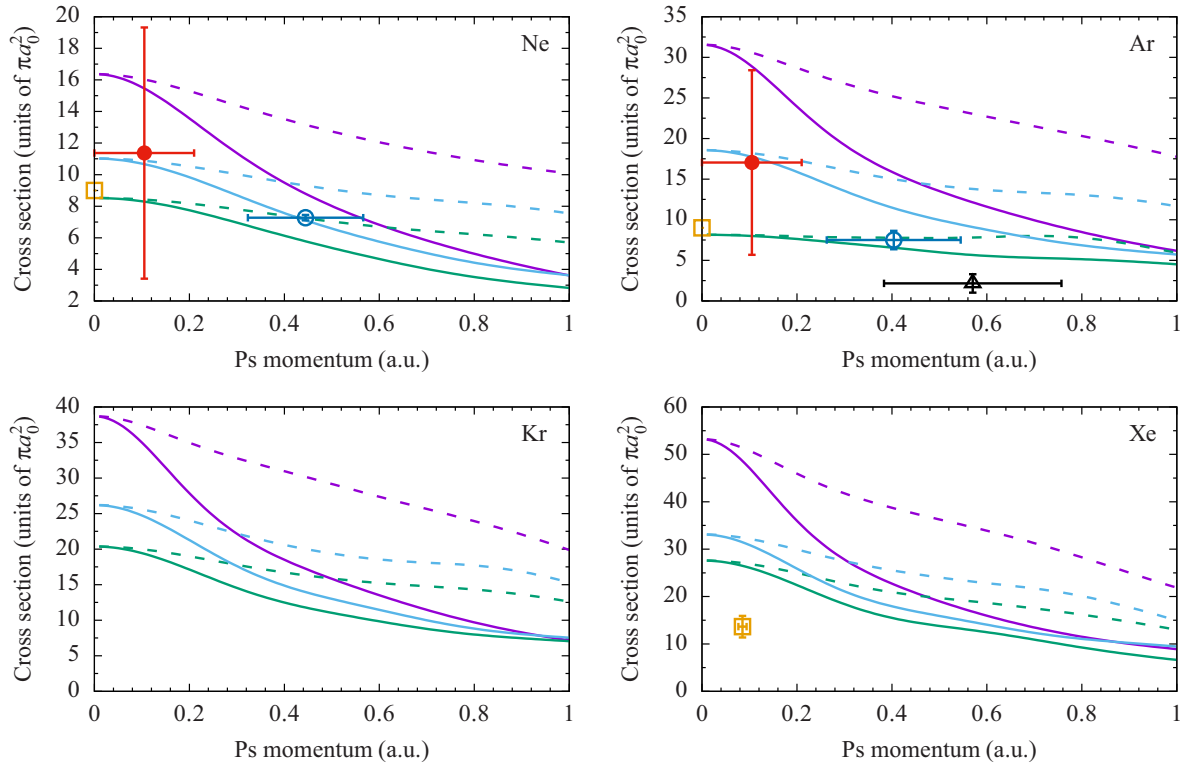 Ne
Cross section (units of πa₀²)
20
18
16
14
12
10
8
6
4
2
0 0.2 0.4 0.6 0.8 1
Ps momentum (a.u.)
Ar
Cross section (units of πa₀²)
35
30
25
20
15
10
5
0
0 0.2 0.4 0.6 0.8 1
Ps momentum (a.u.)
Kr
Cross section (units of πa₀²)
40
35
30
25
20
15
10
5
0
0 0.2 0.4 0.6 0.8 1
Ps momentum (a.u.)
Xe
Cross section (units of πa₀²)
60
50
40
30
20
10
0
0 0.2 0.4 0.6 0.8 1
Ps momentum (a.u.)